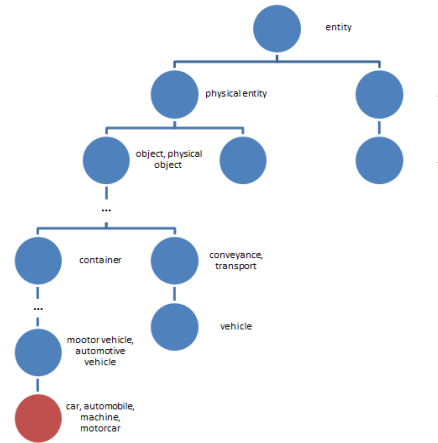 entity
physical entity
object, physical
object
...
container
conveyance,
transport
...
vehicle
mootor vehicle,
automotive
vehicle
car, automobile,
machine,
motorcar